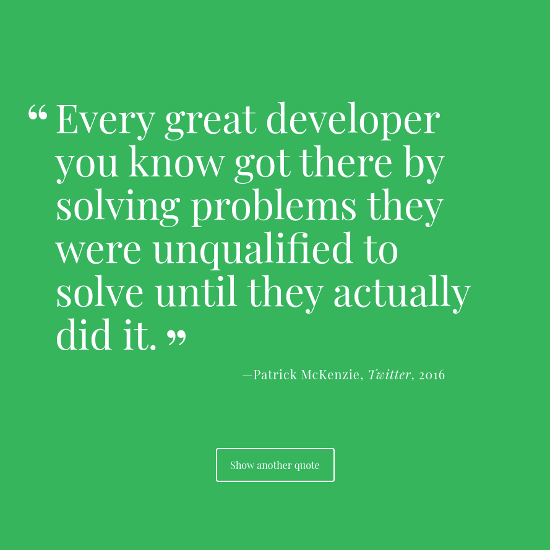 “ Every great developer
you know got there by
solving problems they
were unqualified to
solve until they actually
did it. ”
—Patrick McKenzie, Twitter, 2016
Show another quote